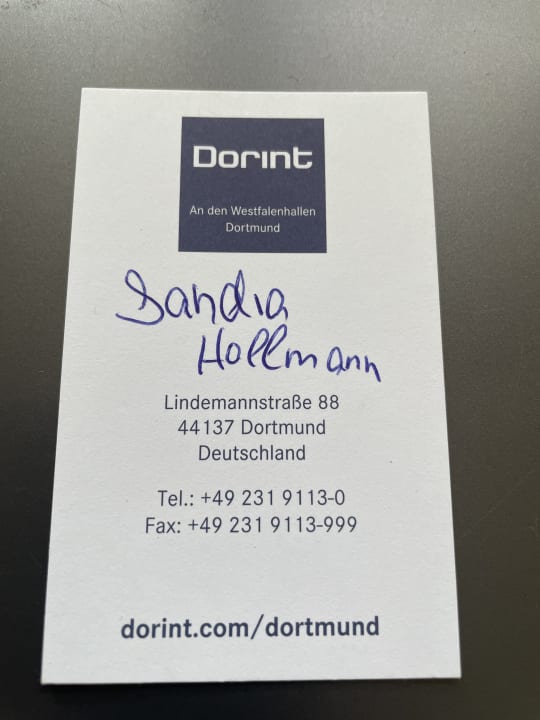 Dorint
An den Westfalenhallen
Dortmund
Sandra
Hollmann
Lindemannstraße 88
44137 Dortmund
Deutschland
Tel.: +49 231 9113-0
Fax: +49 231 9113-999
dorint.com/dortmund